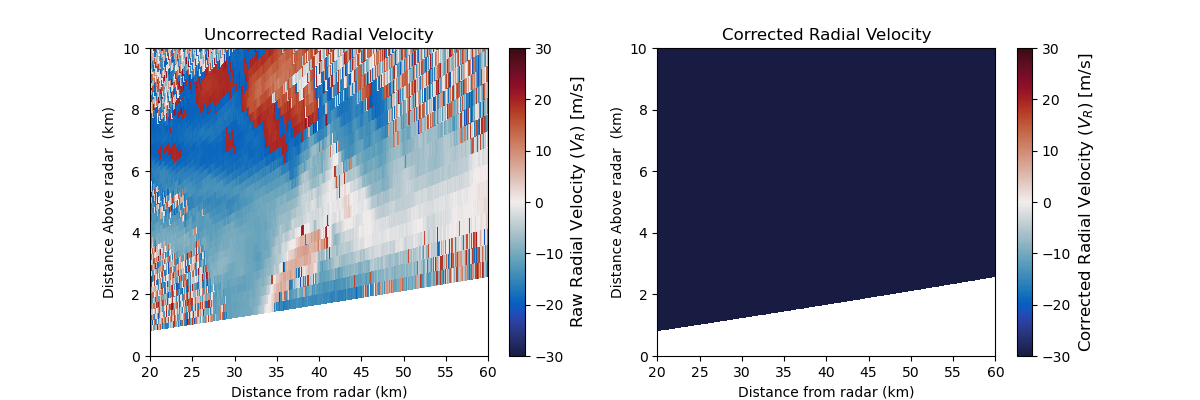 Uncorrected Radial Velocity
10
8
6
4
2
0
20 25 30 35 40 45 50 55 60
Distance Above radar (km)
Distance from radar (km)
30
20
10
0
−10
−20
−30
Raw Radial Velocity (V_R) [m/s]
Corrected Radial Velocity
10
8
6
4
2
0
20 25 30 35 40 45 50 55 60
Distance Above radar (km)
Distance from radar (km)
30
20
10
0
−10
−20
−30
Corrected Radial Velocity (V_R) [m/s]